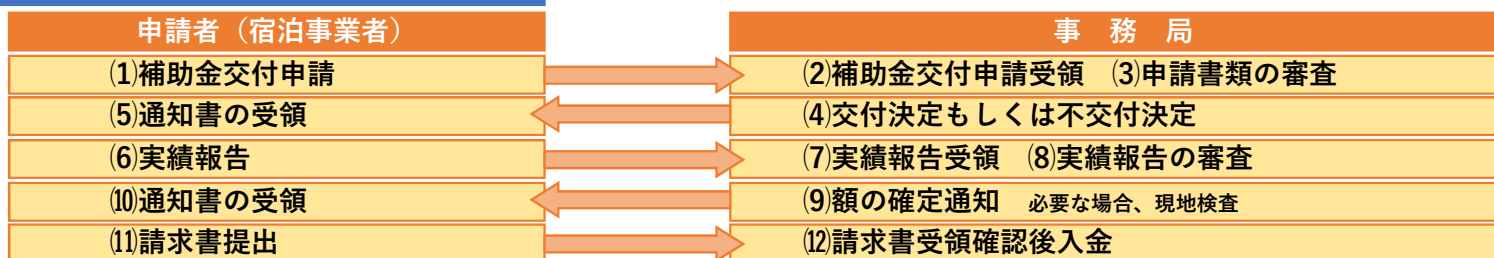 申請者（宿泊事業者）　事　務　局
⑴補助金交付申請　⑵補助金交付申請受領　⑶申請書類の審査
⑸通知書の受領　⑷交付決定もしくは不交付決定
⑹実績報告　⑺実績報告受領　⑻実績報告の審査
⑽通知書の受領　⑼額の確定通知　必要な場合、現地検査
⑾請求書提出　⑿請求書受領確認後入金